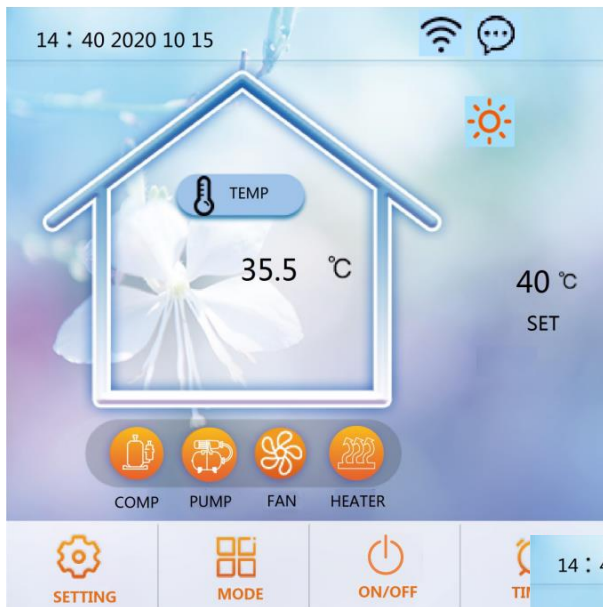 14：40 2020 10 15
TEMP
35.5 ℃
40 ℃
SET
COMP PUMP FAN HEATER
SETTING MODE ON/OFF
14：